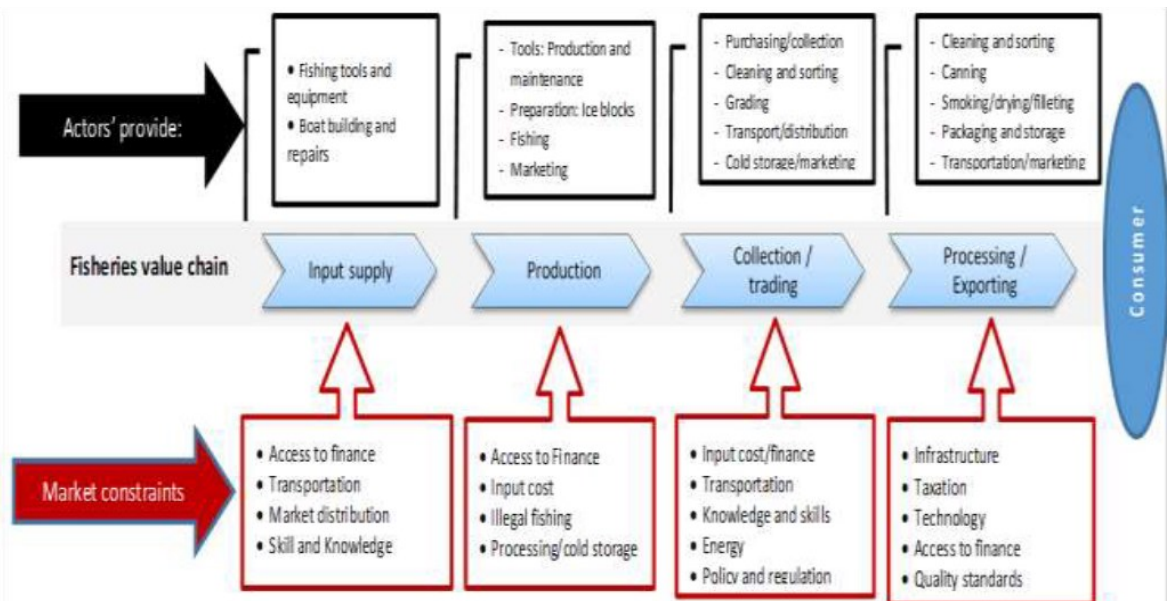 Actors' provide:
• Fishing tools and
equipment
• Boat building and
repairs
- Tools: Production and
maintenance
- Preparation: Ice blocks
- Fishing
- Marketing
- Purchasing/collection
- Cleaning and sorting
- Grading
- Transport/distribution
- Cold storage/marketing
- Cleaning and sorting
- Canning
- Smoking/drying/filleting
- Packaging and storage
- Transportation/marketing
Fisheries value chain
Input supply
Production
Collection /
trading
Processing /
Exporting
Consumer
Market constraints
• Access to finance
• Transportation
• Market distribution
• Skill and Knowledge
• Access to Finance
• Input cost
• Illegal fishing
• Processing/cold storage
• Input cost/finance
• Transportation
• Knowledge and skills
• Energy
• Policy and regulation
• Infrastructure
• Taxation
• Technology
• Access to finance
• Quality standards